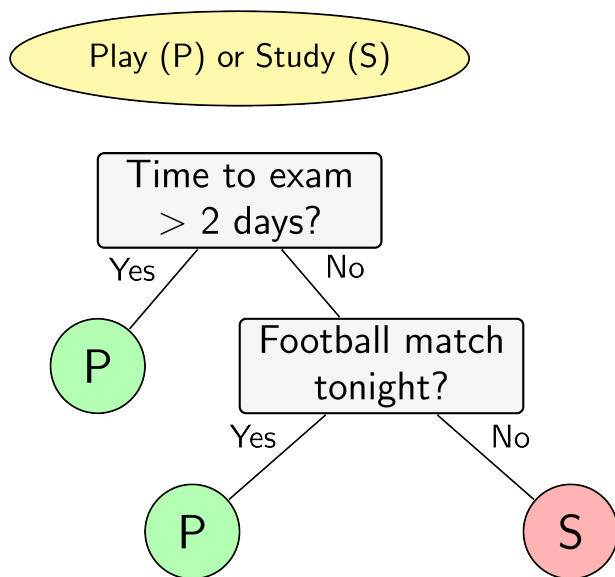 Play (P) or Study (S)
Time to exam
> 2 days?
Yes
No
P
Football match
tonight?
Yes
No
P
S